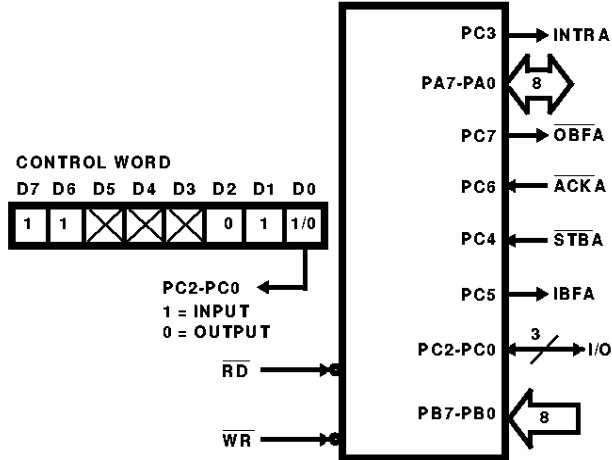 PC3 INTRA
PA7-PA0 8
PC7 OBFA
CONTROL WORD
D7 D6 D5 D4 D3 D2 D1 D0
1 1 0 1 1/0
PC6 ACKA
PC4 STBA
PC2-PC0
1 = INPUT
0 = OUTPUT
PC5 IBFA
PC2-PC0 3 I/O
RD
PB7-PB0 8
WR